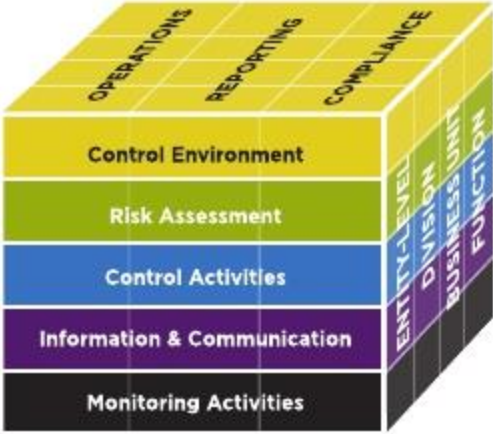 OPERATIONS
REPORTING
COMPLIANCE
Control Environment
Risk Assessment
Control Activities
Information & Communication
Monitoring Activities
ENTITY-LEVEL
DIVISION
BUSINESS UNIT
FUNCTION